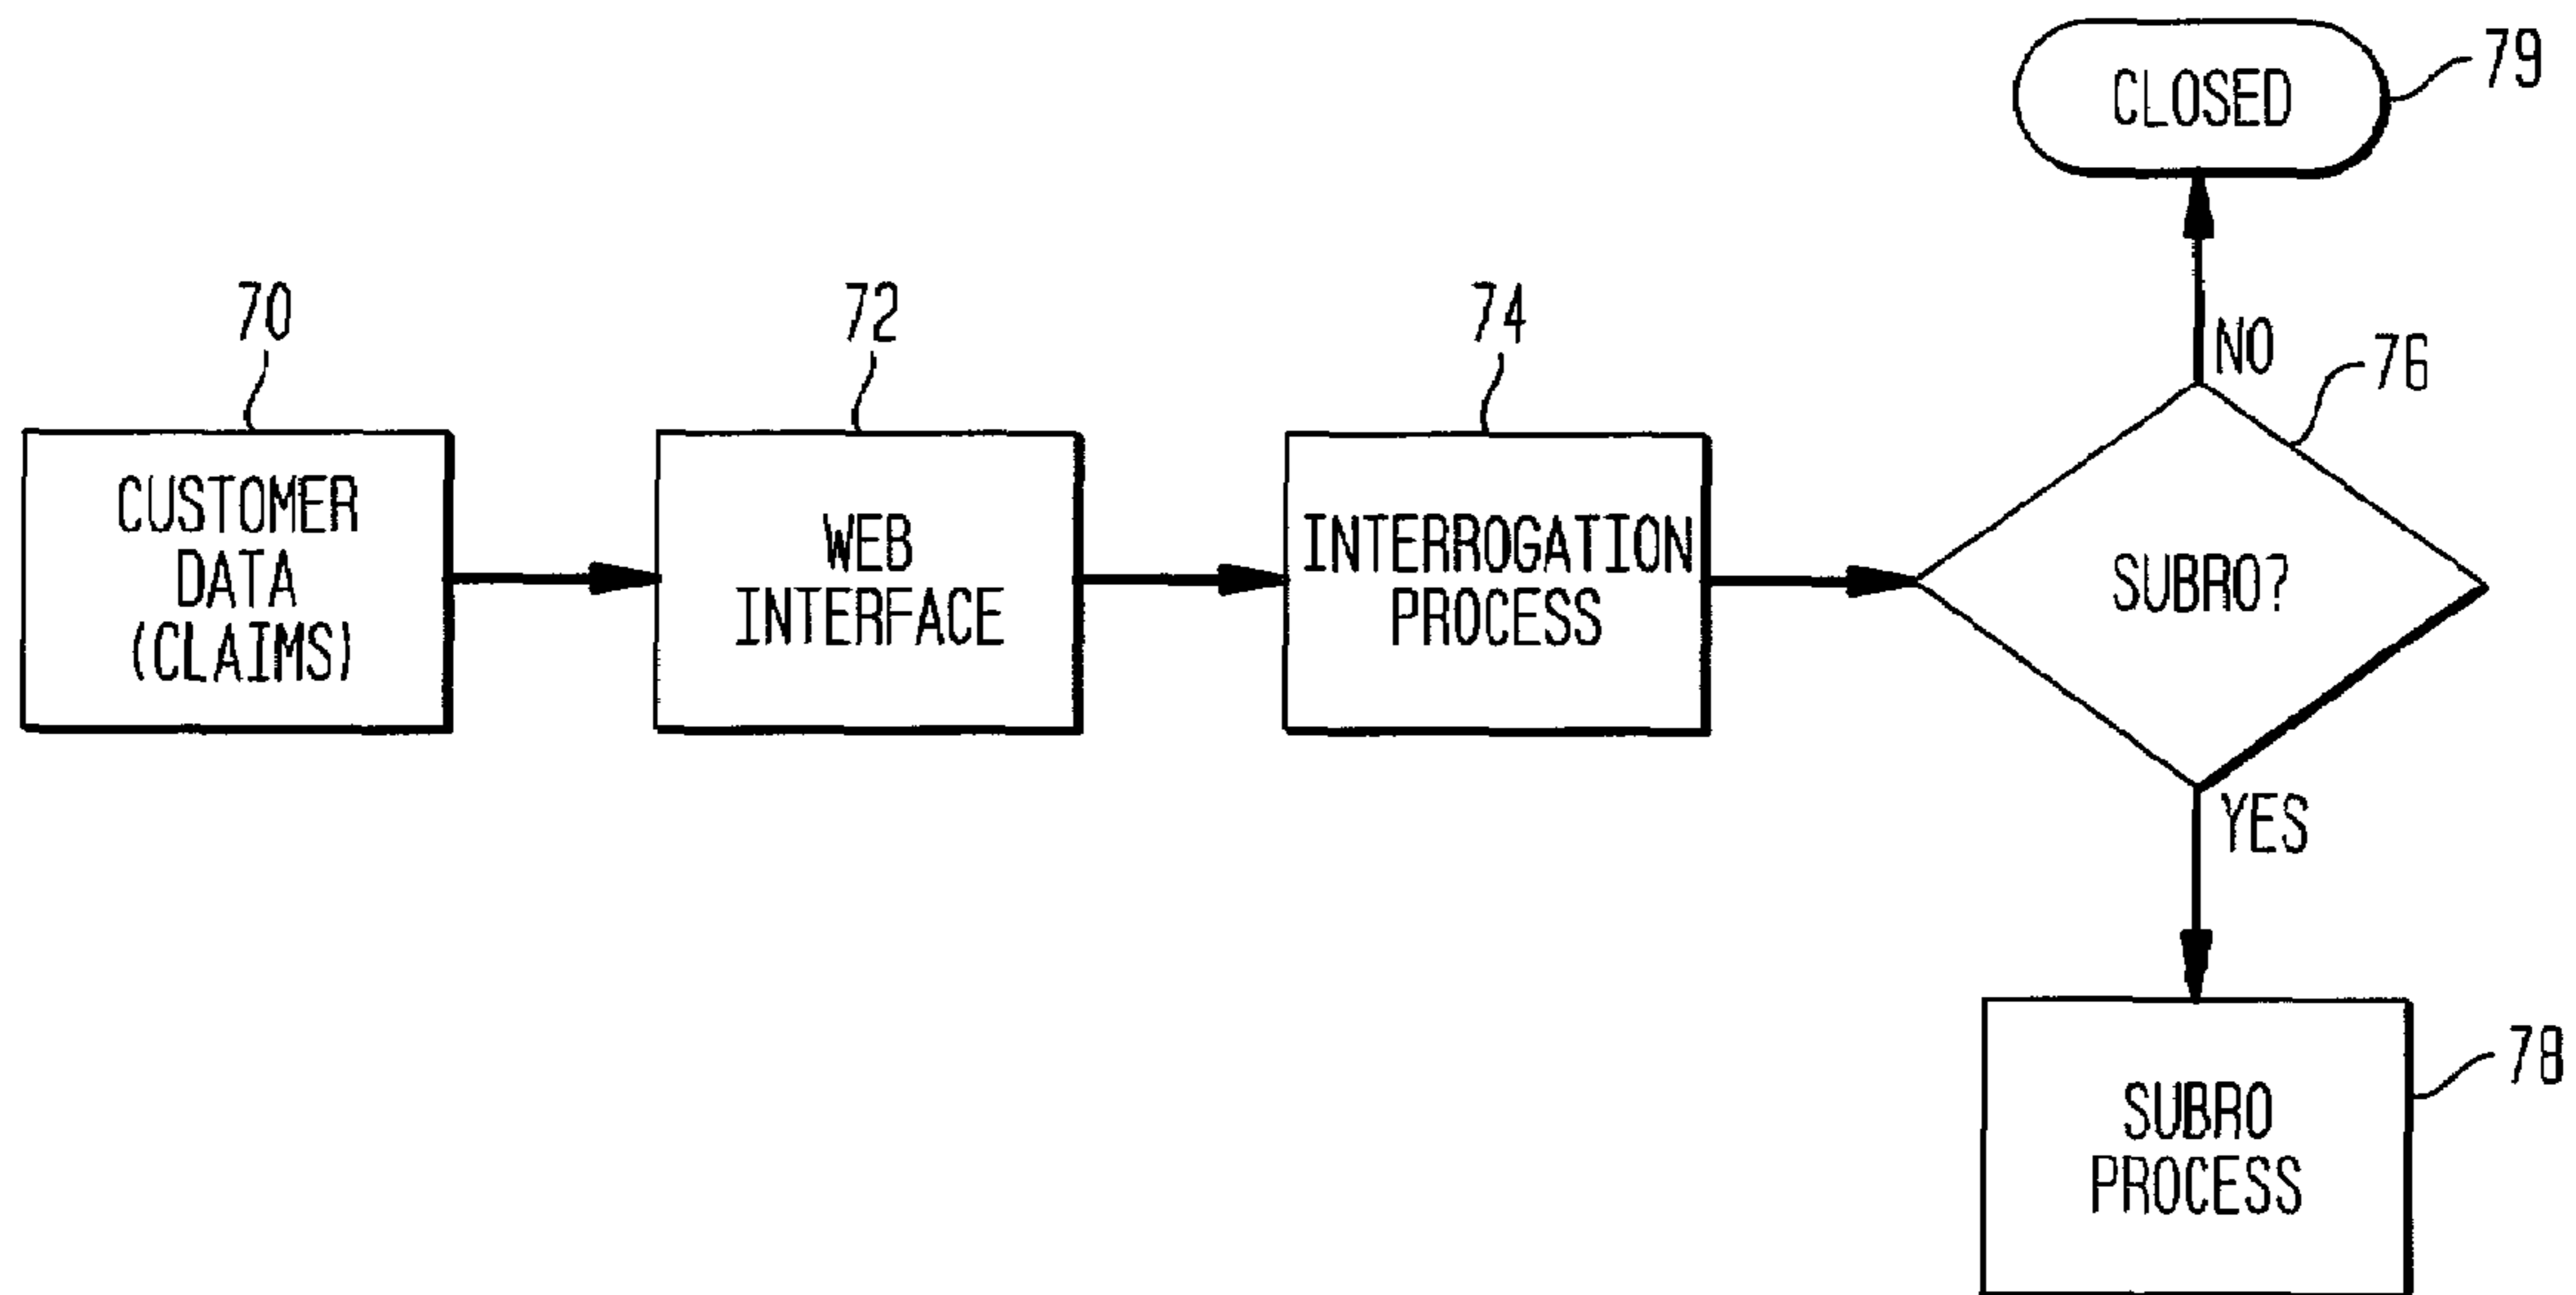 CLOSED
79
70
72
74
NO
76
CUSTOMER
DATA
(CLAIMS)
WEB
INTERFACE
INTERROGATION
PROCESS
SUBRO?
YES
78
SUBRO
PROCESS